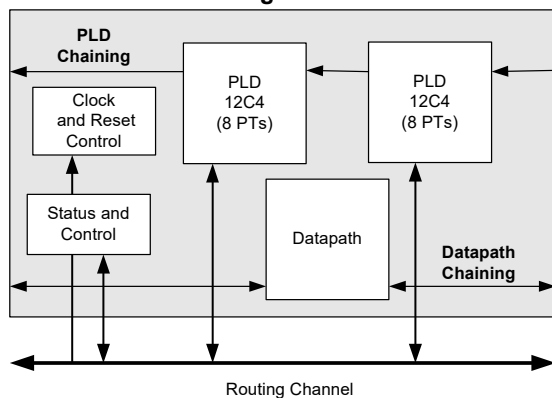 PLD
Chaining
PLD
12C4
(8 PTs)
PLD
12C4
(8 PTs)
Clock
and Reset
Control
Status and
Control
Datapath
Datapath
Chaining
Routing Channel